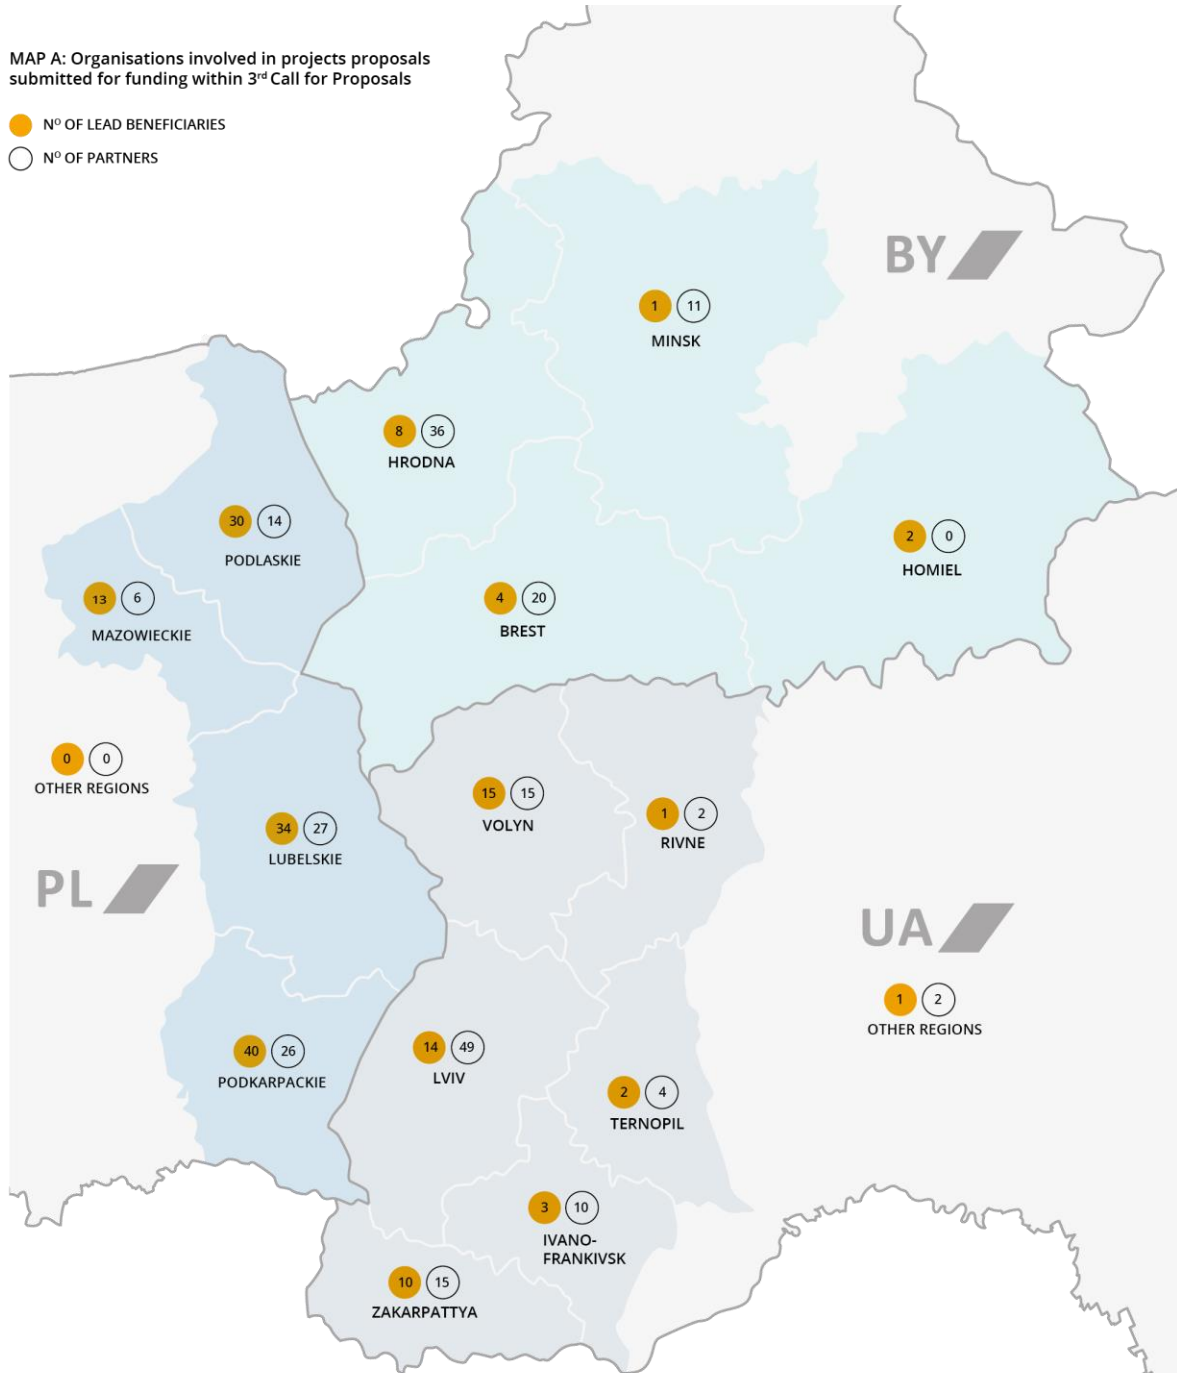 MAP A: Organisations involved in projects proposals
submitted for funding within 3rd Call for Proposals
Nº OF LEAD BENEFICIARIES
Nº OF PARTNERS
BY
1 11
MINSK
8 36
HRODNA
30 14
PODLASKIE
2 0
HOMIEL
13 6
MAZOWIECKIE
4 20
BREST
0 0
OTHER REGIONS
15 15
VOLYN
1 2
RIVNE
34 27
LUBELSKIE
PL
UA
1 2
OTHER REGIONS
40 26
PODKARPACKIE
14 49
LVIV
2 4
TERNOPIL
3 10
IVANO-
FRANKIVSK
10 15
ZAKARPATTYA